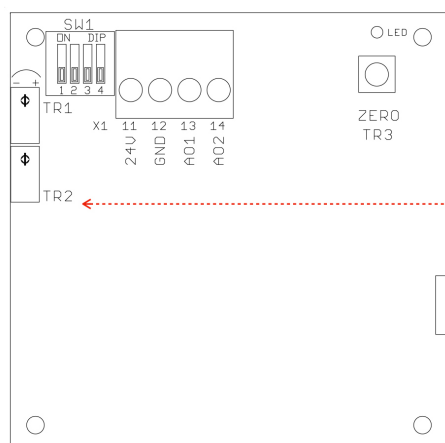 SW1
ON DIP
1 2 3 4
- +
TR1
TR2
X1 11 12 13 14
24V
GND
AO1
AO2
LED
ZERO
TR3